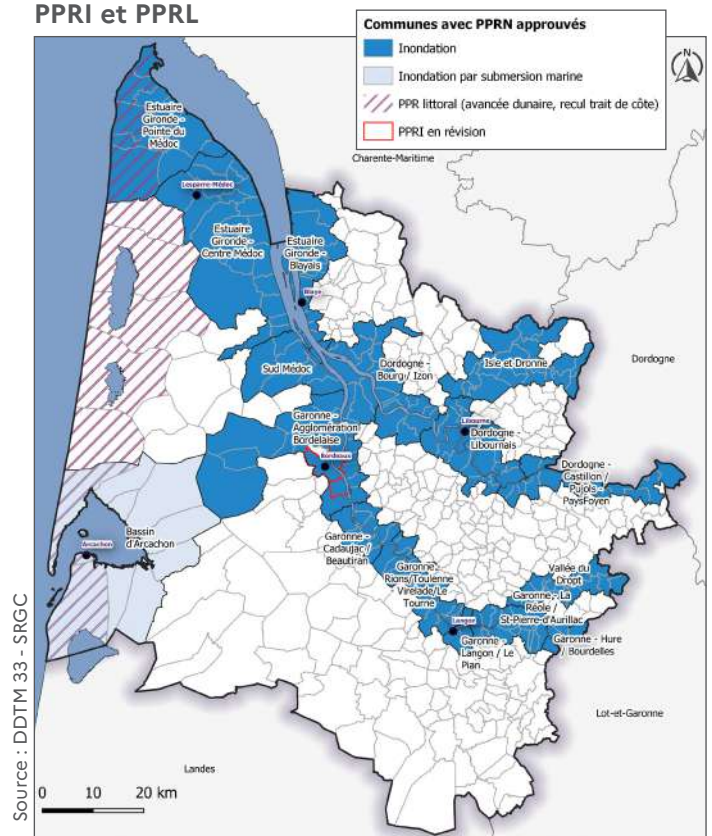 PPRI et PPRL
Communes avec PPRN approuvés
Inondation
Inondation par submersion marine
PPR littoral (avancée dunaire, recul trait de côte)
PPRI en révision
N
Charente-Maritime
Estuaire
Gironde -
Pointe du
Médoc
Lesparre-Médoc
Estuaire
Gironde -
Centre Médoc
Estuaire
Gironde -
Blayais
Blaye
Sud Médoc
Dordogne -
Bourg / Izon
Isle et Dronne
Dordogne
Garonne -
Agglomération
Bordelaise
Bordeaux
Libourne
Dordogne -
Libournais
Dordogne -
Castillon /
Pujols -
PaysFoyen
Bassin
d'Arcachon
Arcachon
Garonne -
Cadaujac /
Beautiran
Garonne -
Rions/Toulenne
Virelade/Le
Tourne
Vallée du
Dropt
Garonne - La
Réole /
St-Pierre-d'Aurillac
Langon
Garonne -
Langon / Le
Pian
Garonne - Hure
/ Bourdelles
Lot-et-Garonne
Landes
0 10 20 km
Source : DDTM 33 - SRGC